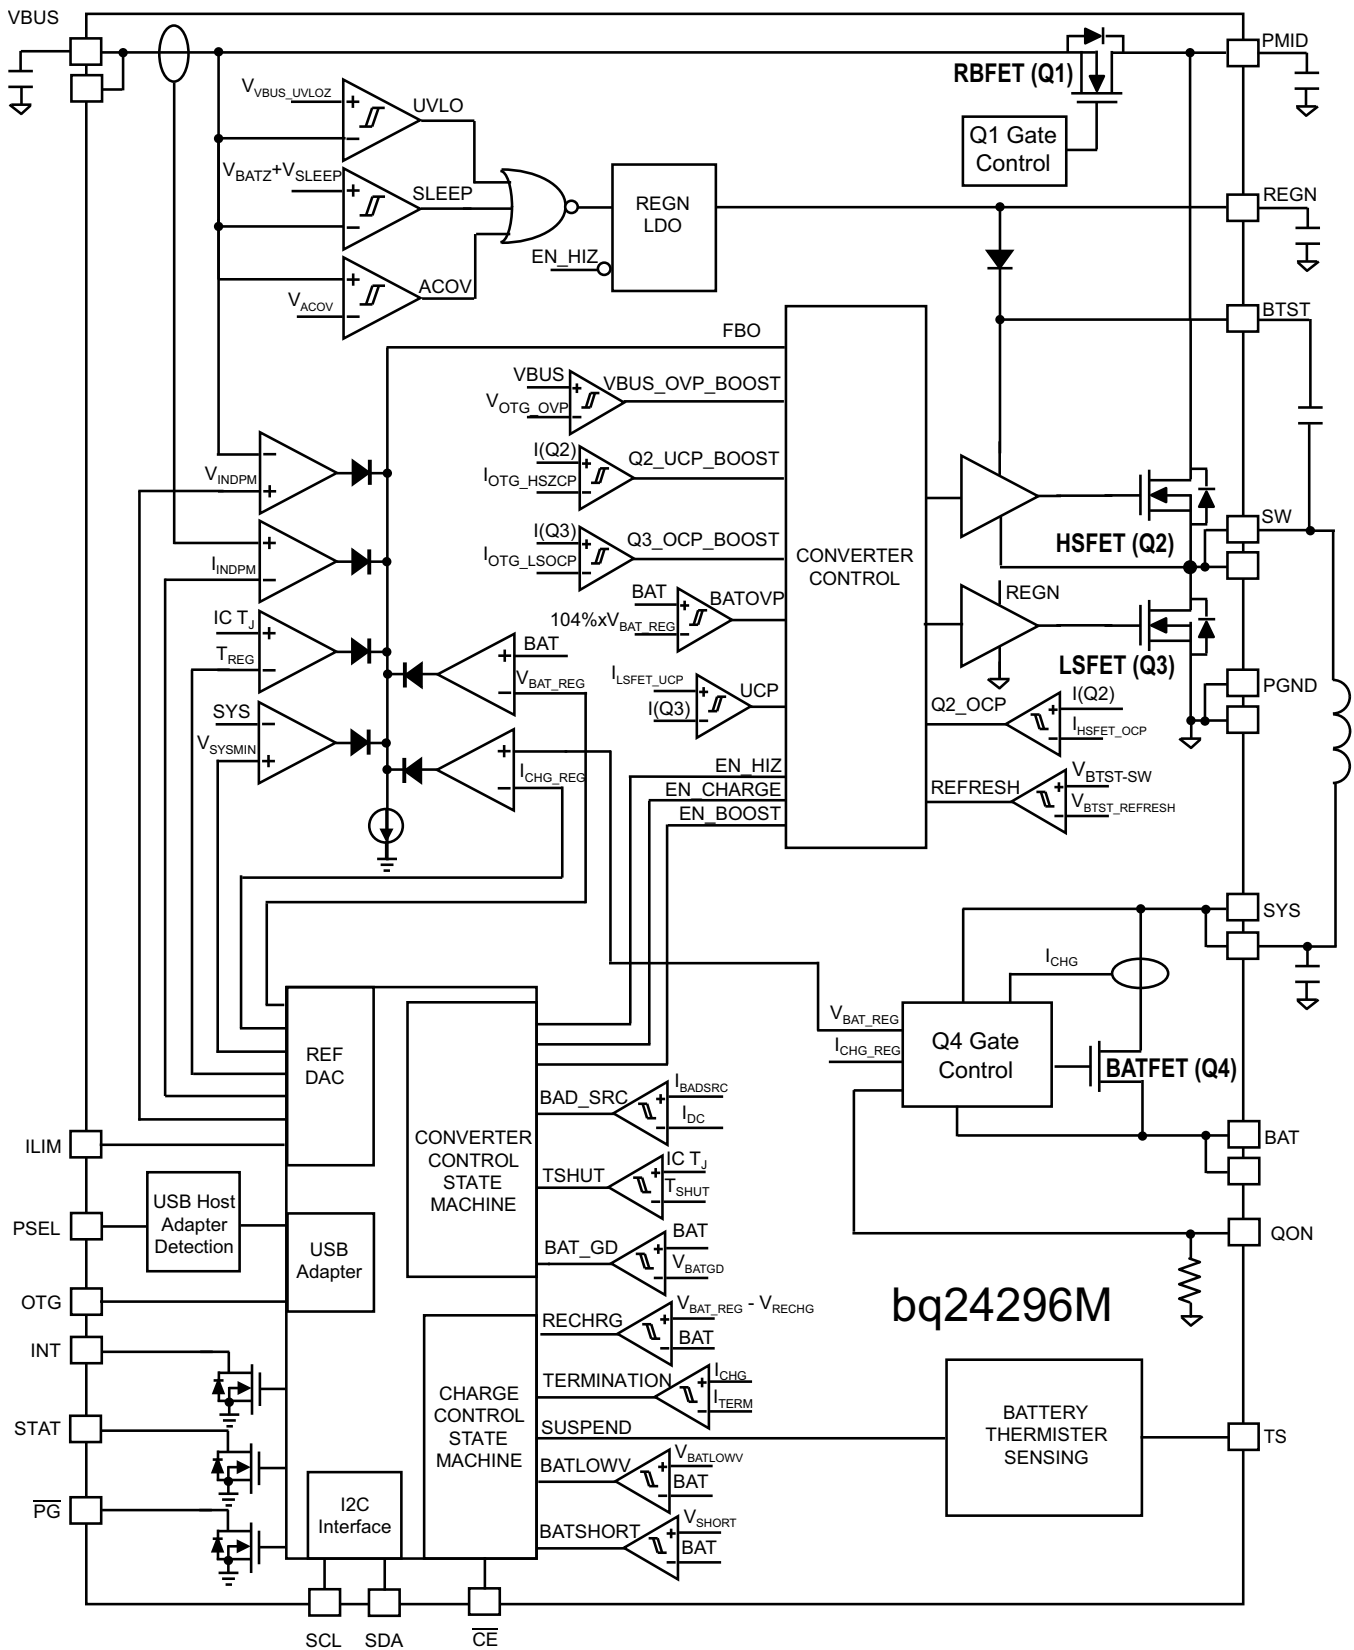 VBUS
PMID
RBFET (Q1)
V_VBUS_UVLOZ
UVLO
Q1 Gate
Control
V_BATZ+V_SLEEP
SLEEP
REGN
LDO
REGN
EN_HIZ
ACOV
V_ACOV
BTST
FBO
VBUS
VBUS_OVP_BOOST
V_OTG_OVP
I(Q2)
Q2_UCP_BOOST
I_OTG_HSZCP
V_INDPM
SW
I(Q3)
Q3_OCP_BOOST
I_OTG_LSOCP
HSFET (Q2)
CONVERTER
CONTROL
I_INDPM
BAT
BATOVP
104%xV_BAT_REG
REGN
IC T_J
T_REG
BAT
V_BAT_REG
LSFET (Q3)
I_LSFET_UCP
UCP
I(Q3)
PGND
I(Q2)
Q2_OCP
I_HSFET_OCP
SYS
V_SYSMIN
I_CHG_REG
EN_HIZ
EN_CHARGE
EN_BOOST
V_BTST-SW
REFRESH
V_BTST_REFRESH
SYS
I_CHG
V_BAT_REG
I_CHG_REG
Q4 Gate
Control
BATFET (Q4)
REF
DAC
BAD_SRC
I_BADSRC
I_DC
CONVERTER
CONTROL
STATE
MACHINE
ILIM
BAT
TSHUT
IC T_J
T_SHUT
USB Host
Adapter
Detection
PSEL
USB
Adapter
BAT_GD
BAT
V_BATGD
QON
OTG
bq24296M
RECHRG
V_BAT_REG - V_RECHG
BAT
INT
TERMINATION
I_CHG
I_TERM
CHARGE
CONTROL
STATE
MACHINE
BATTERY
THERMISTER
SENSING
STAT
SUSPEND
TS
BATLOWV
V_BATLOWV
BAT
PG
I2C
Interface
BATSHORT
V_SHORT
BAT
SCL
SDA
CE